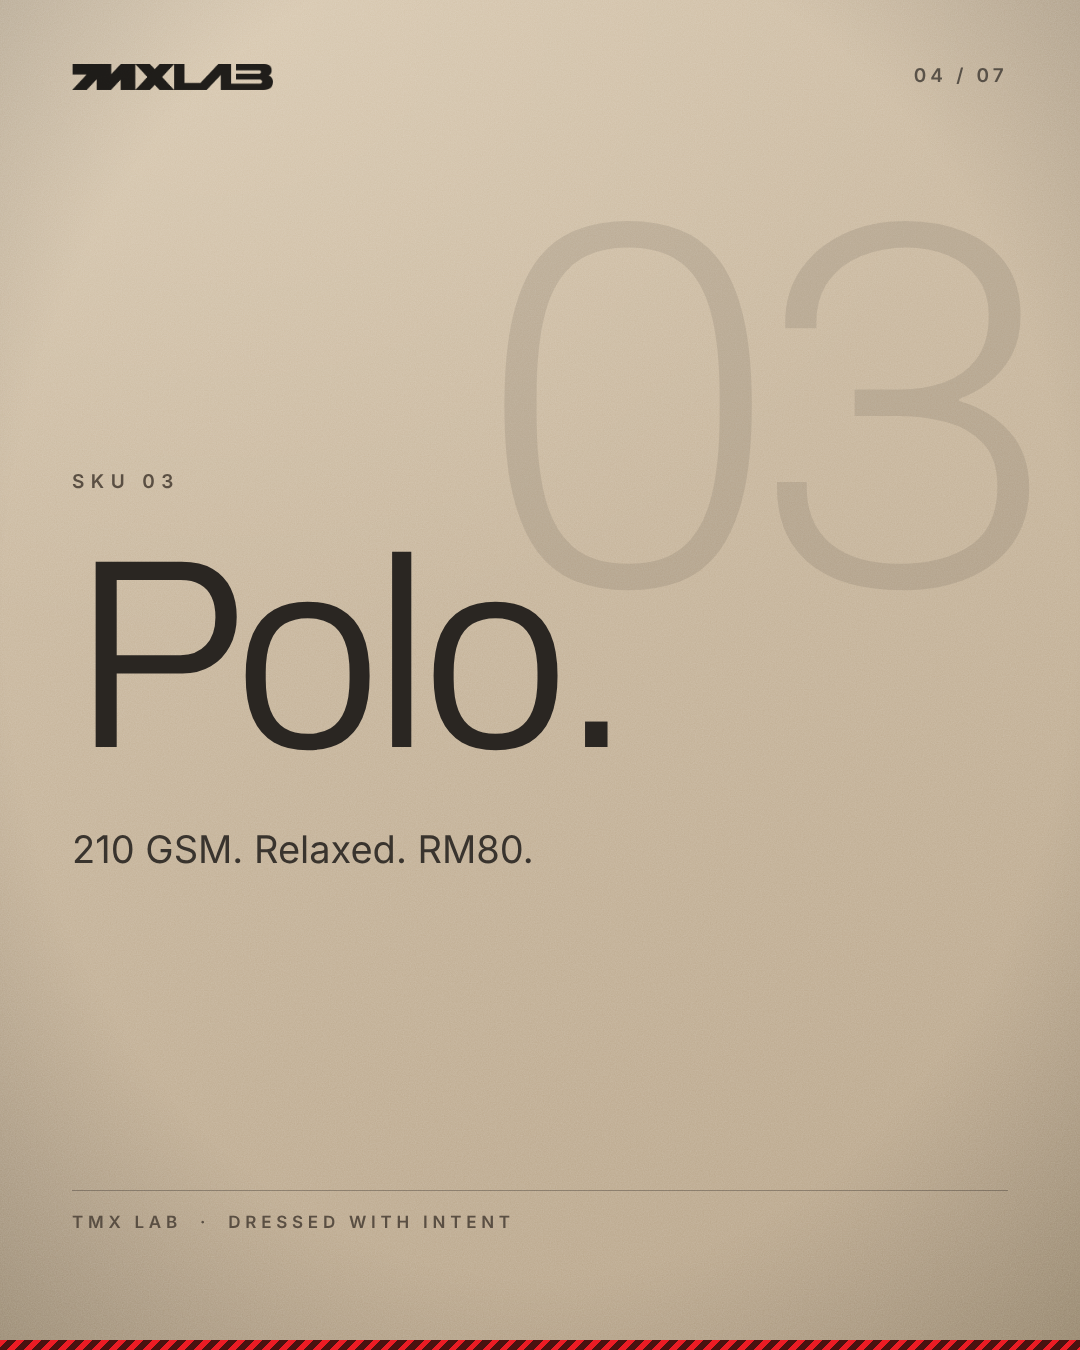 TMXLAB
04 / 07
03
SKU 03
Polo.
210 GSM. Relaxed. RM80.
TMX LAB · DRESSED WITH INTENT